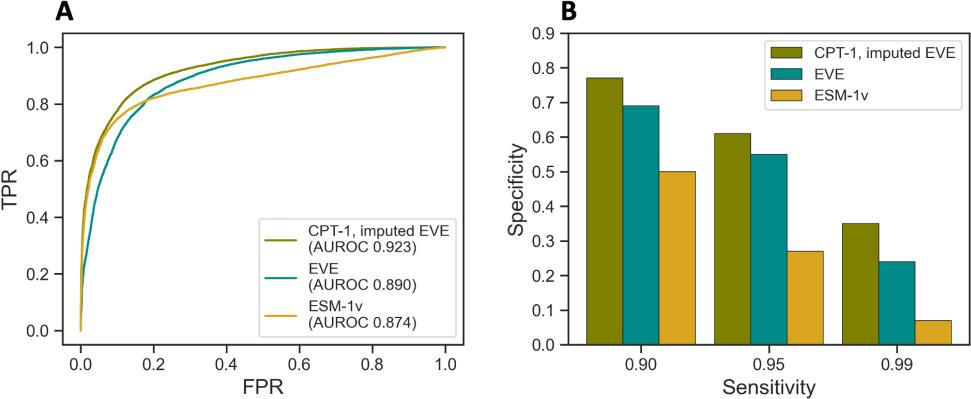 A
1.0
0.8
0.6
0.4
0.2
0.0
TPR
CPT-1, imputed EVE
(AUROC 0.923)
EVE
(AUROC 0.890)
ESM-1v
(AUROC 0.874)
0.0 0.2 0.4 0.6 0.8 1.0
FPR
B
0.9
0.8
0.7
0.6
0.5
0.4
0.3
0.2
0.1
0.0
Specificity
CPT-1, imputed EVE
EVE
ESM-1v
0.90 0.95 0.99
Sensitivity